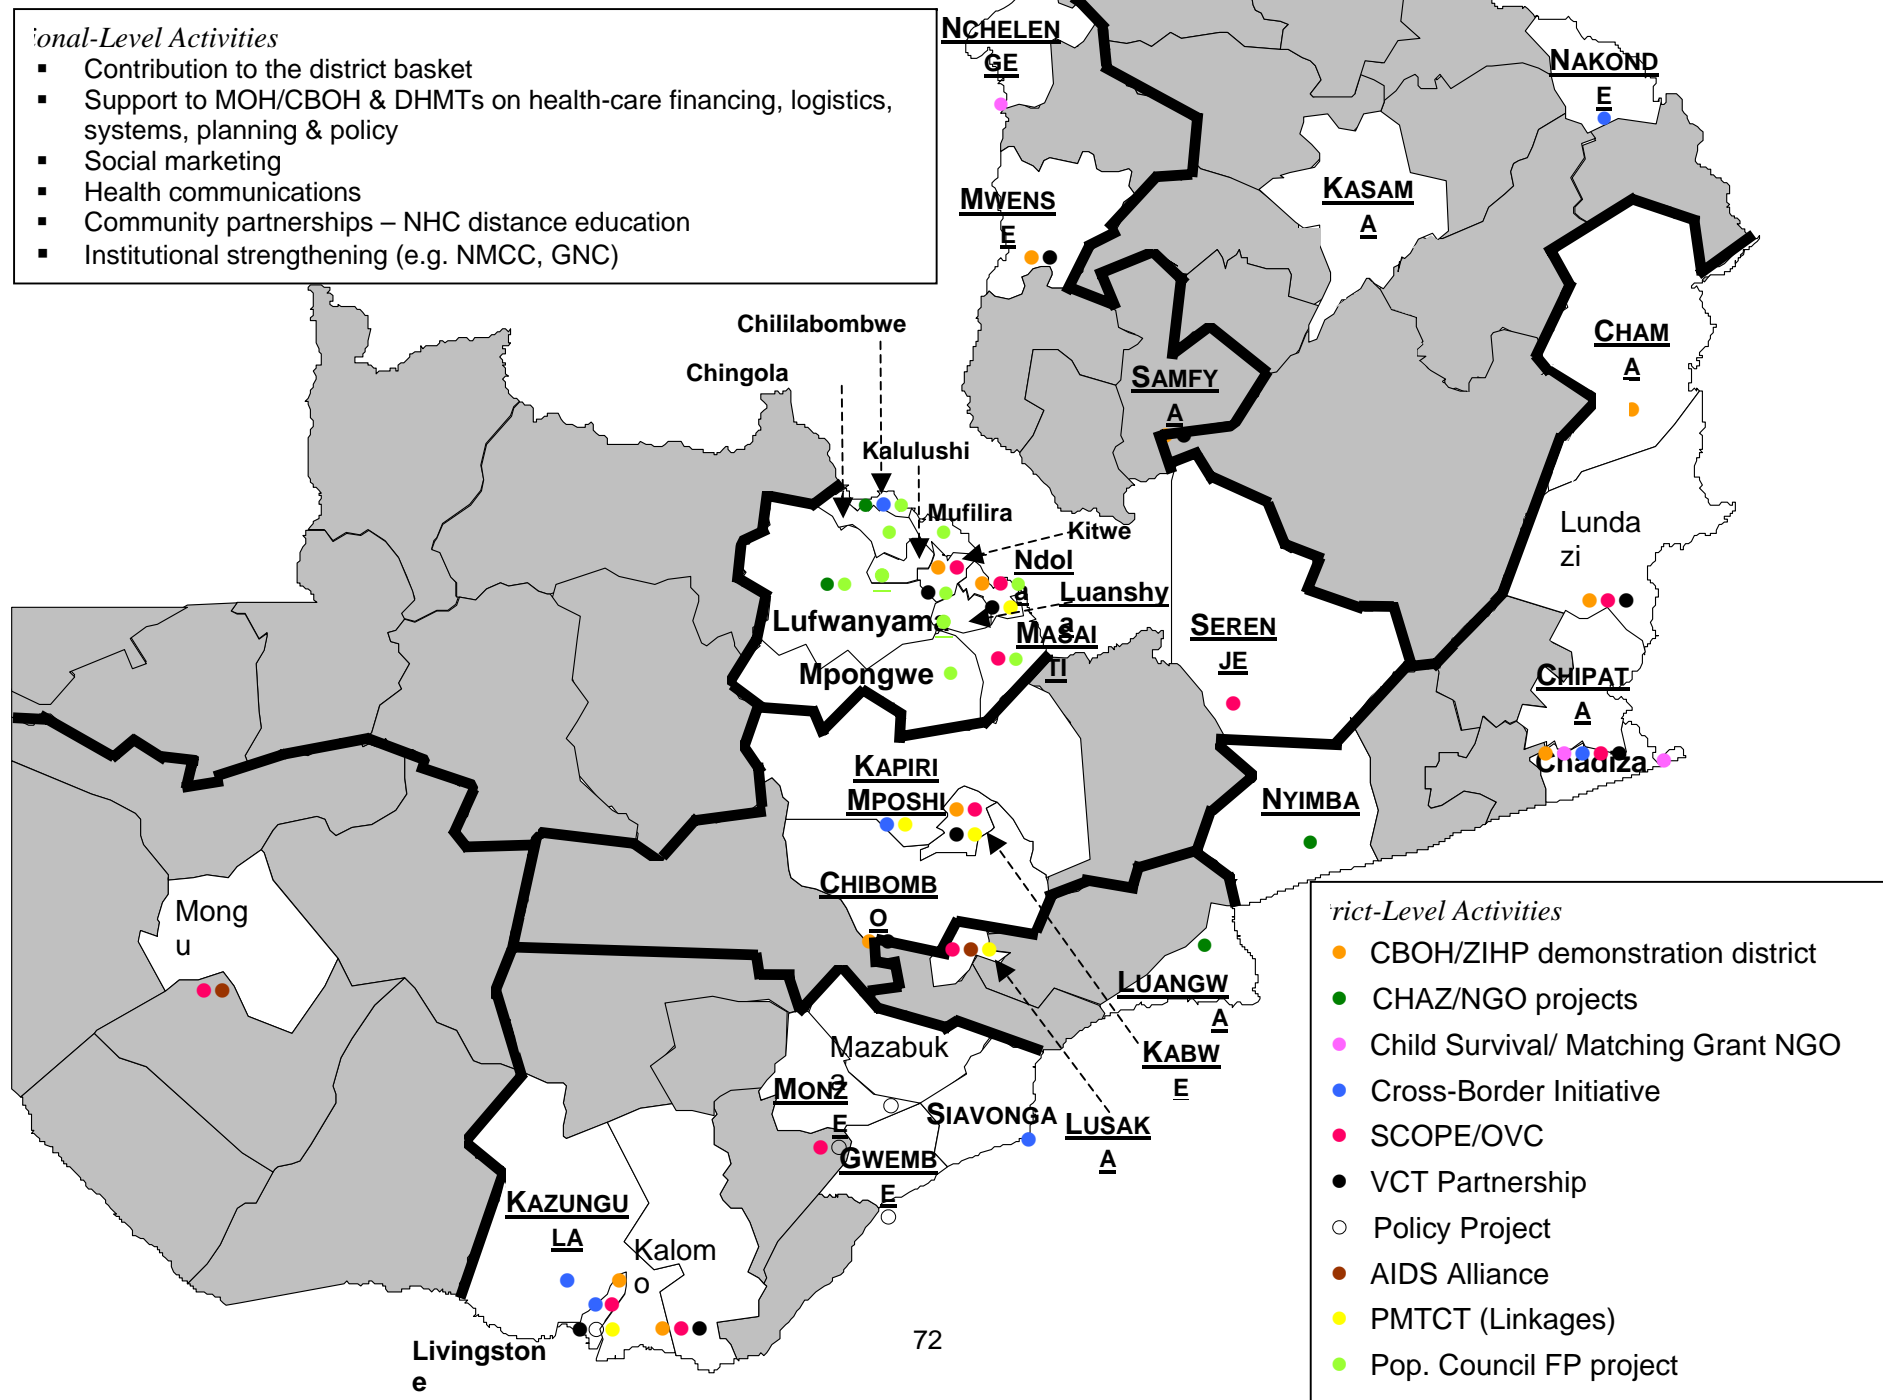 ional-Level Activities
▪ Contribution to the district basket
▪ Support to MOH/CBOH & DHMTs on health-care financing, logistics,
systems, planning & policy
▪ Social marketing
▪ Health communications
▪ Community partnerships – NHC distance education
▪ Institutional strengthening (e.g. NMCC, GNC)
NCHELEN
GE
NAKOND
E
MWENS
E
KASAM
A
Chililabombwe
Chingola
SAMFY
A
CHAM
A
Kalulushi
Mufilira
Kitwe
Ndol
a
Lunda
zi
Luanshy
a
Lufwanyama
MASAI
TI
SEREN
JE
Mpongwe
CHIPAT
A
Chadiza
KAPIRI
MPOSHI
NYIMBA
CHIBOMB
O
Mong
u
LUANGW
A
Mazabuk
a
KABW
E
MONZ
E
SIAVONGA
LUSAK
A
GWEMB
E
KAZUNGU
LA
Kalom
o
Livingston
e
72
rict-Level Activities
CBOH/ZIHP demonstration district
CHAZ/NGO projects
Child Survival/ Matching Grant NGO
Cross-Border Initiative
SCOPE/OVC
VCT Partnership
Policy Project
AIDS Alliance
PMTCT (Linkages)
Pop. Council FP project